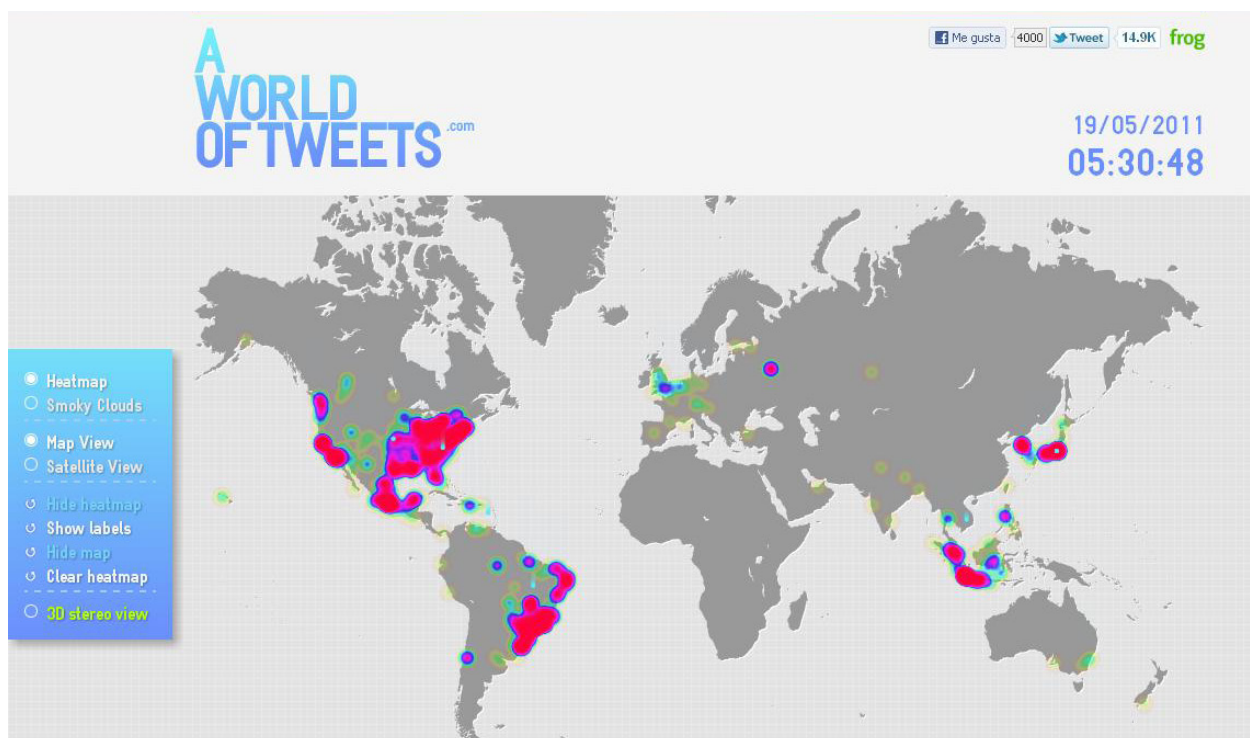 A
WORLD
OF TWEETS .com
Me gusta 4000 Tweet 14.9K frog
19/05/2011
05:30:48
Heatmap
Smoky Clouds
Map View
Satellite View
Hide heatmap
Show labels
Hide map
Clear heatmap
3D stereo view